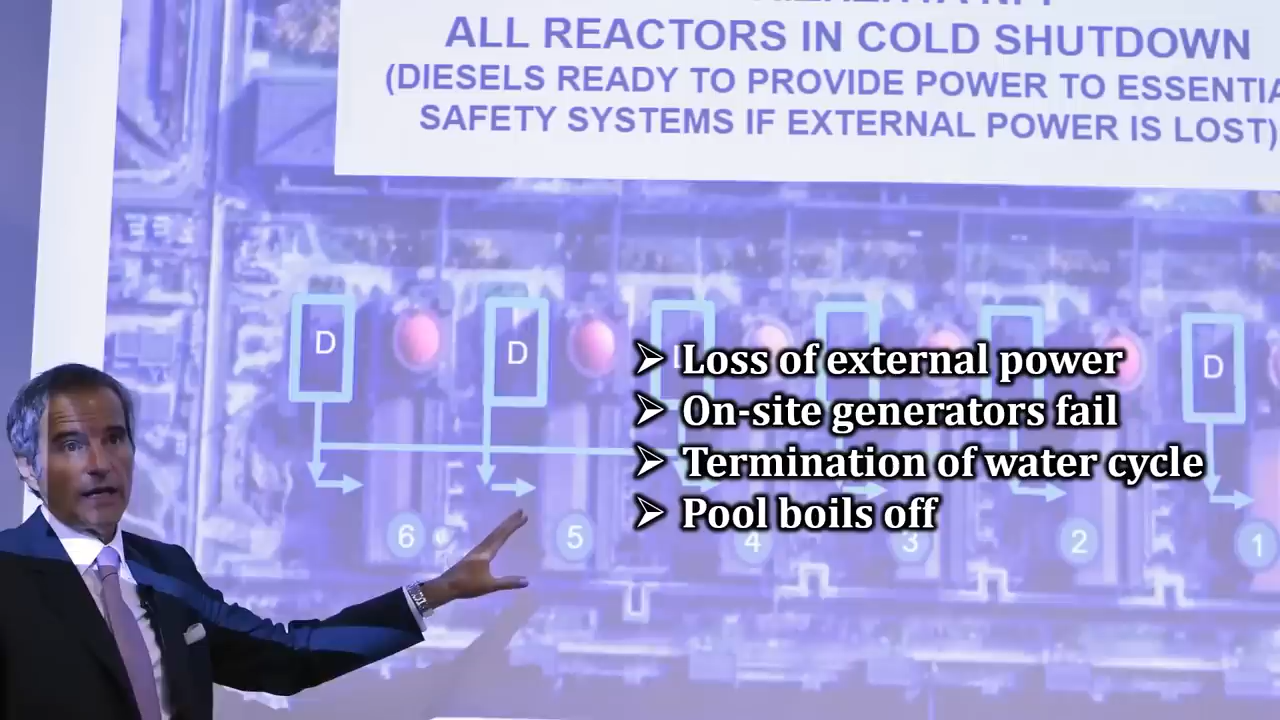 ALL REACTORS IN COLD SHUTDOWN
(DIESELS READY TO PROVIDE POWER TO ESSENTIA
SAFETY SYSTEMS IF EXTERNAL POWER IS LOST)
D
D
D
➢ Loss of external power
➢ On-site generators fail
➢ Termination of water cycle
➢ Pool boils off
6
5
4
3
2
1